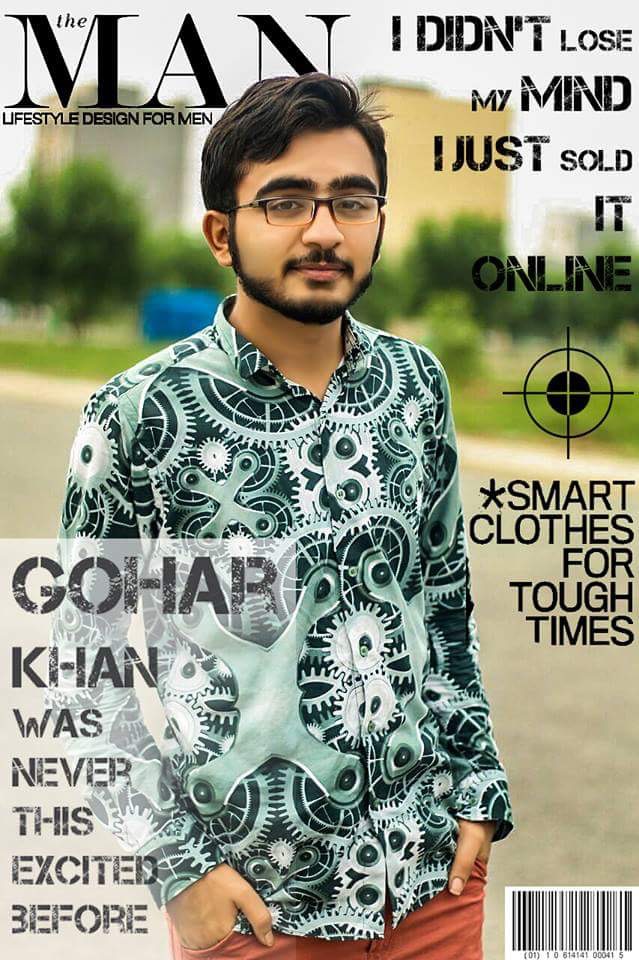 the
MAN
LIFESTYLE DESIGN FOR MEN
I DIDN'T LOSE
MY MIND
I JUST SOLD
IT
ONLINE
*SMART
CLOTHES
FOR
TOUGH
TIMES
GOHAR
KHAN
WAS
NEVER
THIS
EXCITED
BEFORE
(01) 1 0 614141 00041 5